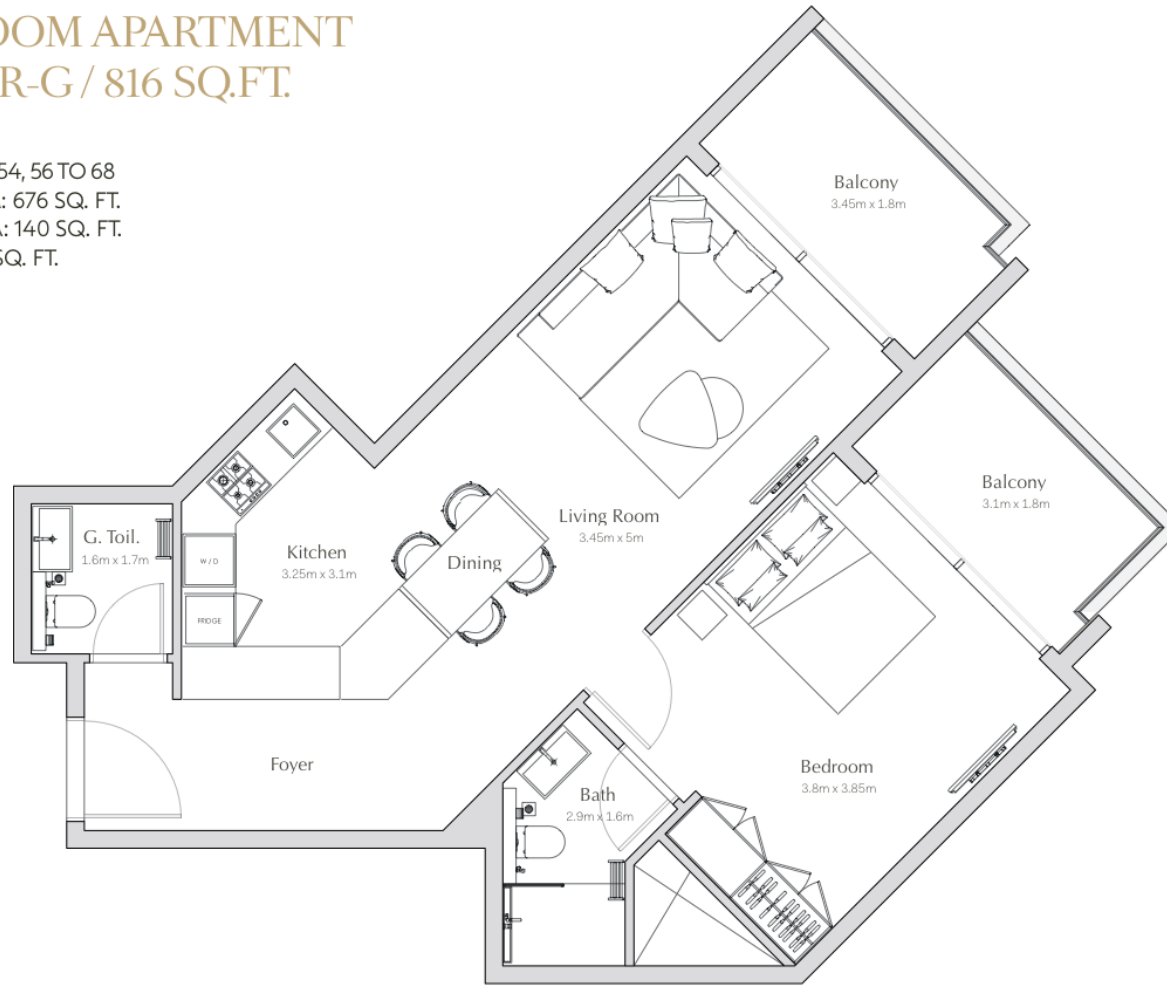 OOM APARTMENT
R-G / 816 SQ.FT.
54, 56 TO 68
: 676 SQ. FT.
: 140 SQ. FT.
SQ. FT.
Balcony
3.45m x 1.8m
Balcony
3.1m x 1.8m
Living Room
3.45m x 5m
G. Toil.
1.6m x 1.7m
Kitchen
3.25m x 3.1m
Dining
W/D
FRIDGE
Foyer
Bath
2.9m x 1.6m
Bedroom
3.8m x 3.85m